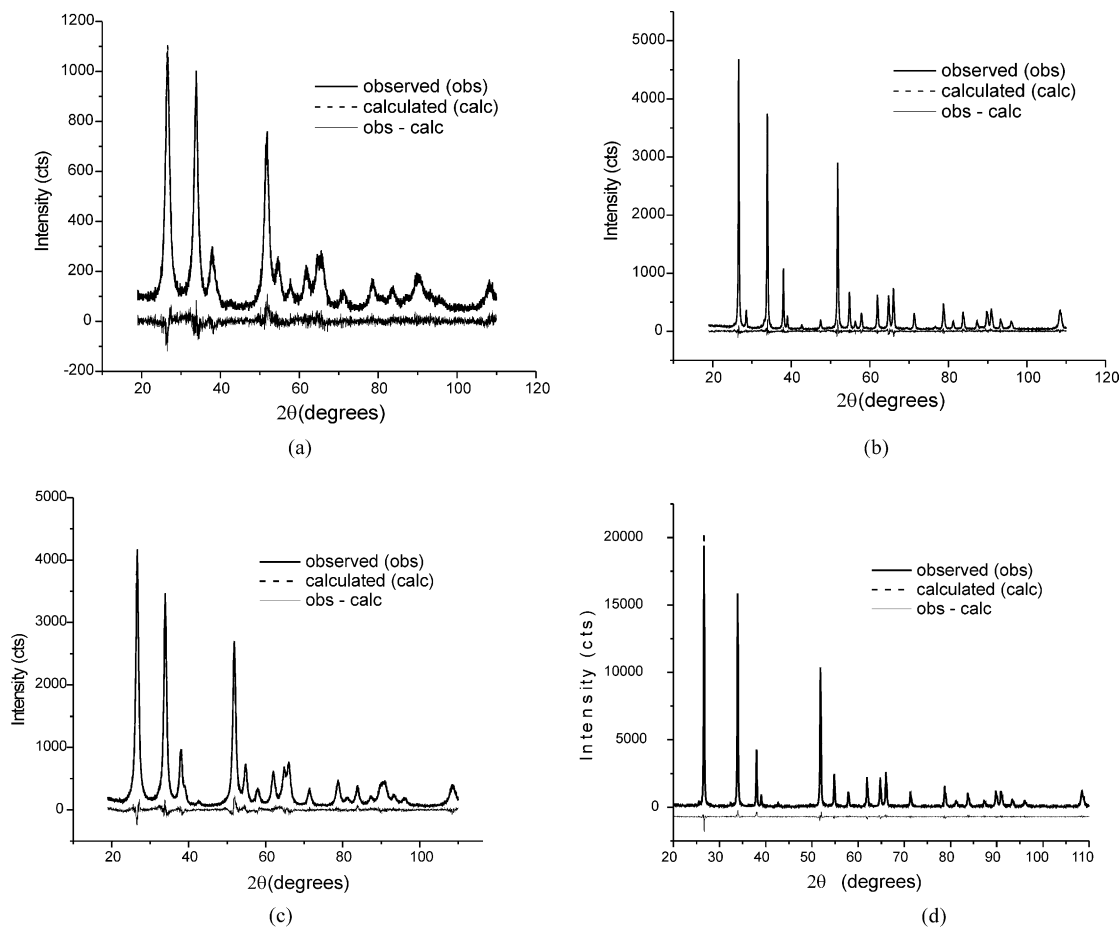 1200
1000
800
600
400
200
0
-200
Intensity (cts)
observed (obs)
calculated (calc)
obs - calc
20 40 60 80 100 120
2θ(degrees)
(a)
5000
4000
3000
2000
1000
0
Intensity (cts)
observed (obs)
calculated (calc)
obs - calc
20 40 60 80 100 120
2θ(degrees)
(b)
5000
4000
3000
2000
1000
0
Intensity (cts)
observed (obs)
calculated (calc)
obs - calc
20 40 60 80 100
2θ(degrees)
(c)
20000
15000
10000
5000
0
Intensity (cts)
observed (obs)
calculated (calc)
obs - calc
20 30 40 50 60 70 80 90 100 110
2θ (degrees)
(d)